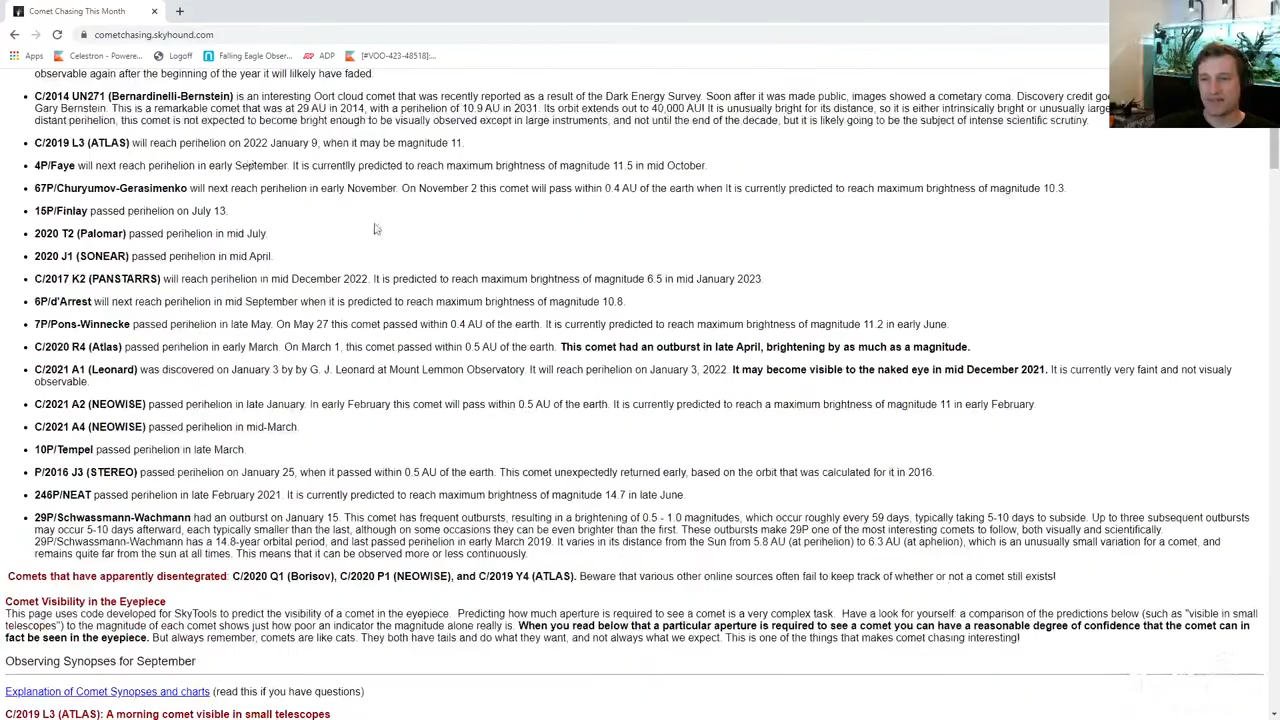 Comet Chasing This Month
cometchasing.skyhound.com
Apps Celestron - Powere... Logoff Falling Eagle Obser... ADP [#VOO-423-48518]:...
observable again after the beginning of the year it will lilkely have faded.
C/2014 UN271 (Bernardinelli-Bernstein) is an interesting Oort cloud comet that was recently reported as a result of the Dark Energy Survey. Soon after it was made public, images showed a cometary coma. Discovery credit
Gary Bernstein. This is a remarkable comet that was at 29 AU in 2014, with a perihelion of 10.9 AU in 2031. Its orbit extends out to 40,000 AU! It is unusually bright for its distance, so it is either intrinsically bright or unusually
distant perihelion, this comet is not expected to become bright enough to be visually observed except in large instruments, and not until the end of the decade, but it is likely going to be the subject of intense scientific scrutiny.
C/2019 L3 (ATLAS) will reach perihelion on 2022 January 9, when it may be magnitude 11.
4P/Faye will next reach perihelion in early September. It is currently predicted to reach maximum brightness of magnitude 11.5 in mid October.
67P/Churyumov-Gerasimenko will next reach perihelion in early November. On November 2 this comet will pass within 0.4 AU of the earth when It is currently predicted to reach maximum brightness of magnitude 10.3.
15P/Finlay passed perihelion on July 13.
2020 T2 (Palomar) passed perihelion in mid July.
2020 J1 (SONEAR) passed perihelion in mid April.
C/2017 K2 (PANSTARRS) will reach perihelion in mid December 2022. It is predicted to reach maximum brightness of magnitude 6.5 in mid January 2023.
6P/d'Arrest will next reach perihelion in mid September when it is predicted to reach maximum brightness of magnitude 10.8.
7P/Pons-Winnecke passed perihelion in late May. On May 27 this comet passed within 0.4 AU of the earth. It is currently predicted to reach maximum brightness of magnitude 11.2 in early June.
C/2020 R4 (Atlas) passed perihelion in early March. On March 1, this comet passed within 0.5 AU of the earth. This comet had an outburst in late April, brightening by as much as a magnitude.
C/2021 A1 (Leonard) was discovered on January 3 by by G. J. Leonard at Mount Lemmon Observatory. It will reach perihelion on January 3, 2022. It may become visible to the naked eye in mid December 2021. It is currently very faint and not visualy
observable.
C/2021 A2 (NEOWISE) passed perihelion in late January. In early February this comet will pass within 0.5 AU of the earth. It is currently predicted to reach a maximum brightness of magnitude 11 in early February.
C/2021 A4 (NEOWISE) passed perihelion in mid-March.
10P/Tempel passed perihelion in late March.
P/2016 J3 (STEREO) passed perihelion on January 25, when it passed within 0.5 AU of the earth. This comet unexpectedly returned early, based on the orbit that was calculated for it in 2016.
246P/NEAT passed perihelion in late February 2021. It is currently predicted to reach maximum brightness of magnitude 14.7 in late June.
29P/Schwassmann-Wachmann had an outburst on January 15. This comet has frequent outbursts, resulting in a brightening of 0.5 - 1.0 magnitudes, which occur roughly every 59 days, typically taking 5-10 days to subside. Up to three subsequent outbursts
may occur 5-10 days afterward, each typically smaller than the last, although on some occasions they can be even brighter than the first. These outbursts make 29P one of the most interesting comets to follow, both visually and scientifically
29P/Schwassmann-Wachmann has a 14.8-year orbital period, and last passed perihelion in early March 2019. It varies in its distance from the Sun from 5.8 AU (at perihelion) to 6.3 AU (at aphelion), which is an unusually small variation for a comet, and
remains quite far from the sun at all times. This means that it can be observed more or less continuously.
Comets that have apparently disentegrated: C/2020 Q1 (Borisov), C/2020 P1 (NEOWISE), and C/2019 Y4 (ATLAS). Beware that various other online sources often fail to keep track of whether or not a comet still exists!
Comet Visibility in the Eyepiece
This page uses code developed for SkyTools to predict the visibility of a comet in the eyepiece. Predicting how much aperture is required to see a comet is a very complex task. Have a look for yourself: a comparison of the predictions below (such as "visible in small
telescopes") to the magnitude of each comet shows just how poor an indicator the magnitude alone really is. When you read below that a particular aperture is required to see a comet you can have a reasonable degree of confidence that the comet can in
fact be seen in the eyepiece. But always remember, comets are like cats. They both have tails and do what they want, and not always what we expect. This is one of the things that makes comet chasing interesting!
Observing Synopses for September
Explanation of Comet Synopses and charts (read this if you have questions)
C/2019 L3 (ATLAS): A morning comet visible in small telescopes